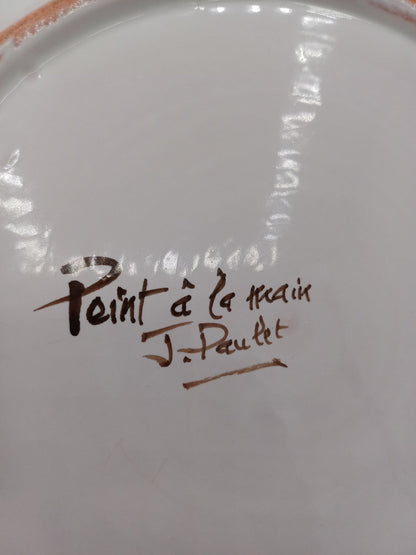 Peint â la main
J. Paulet